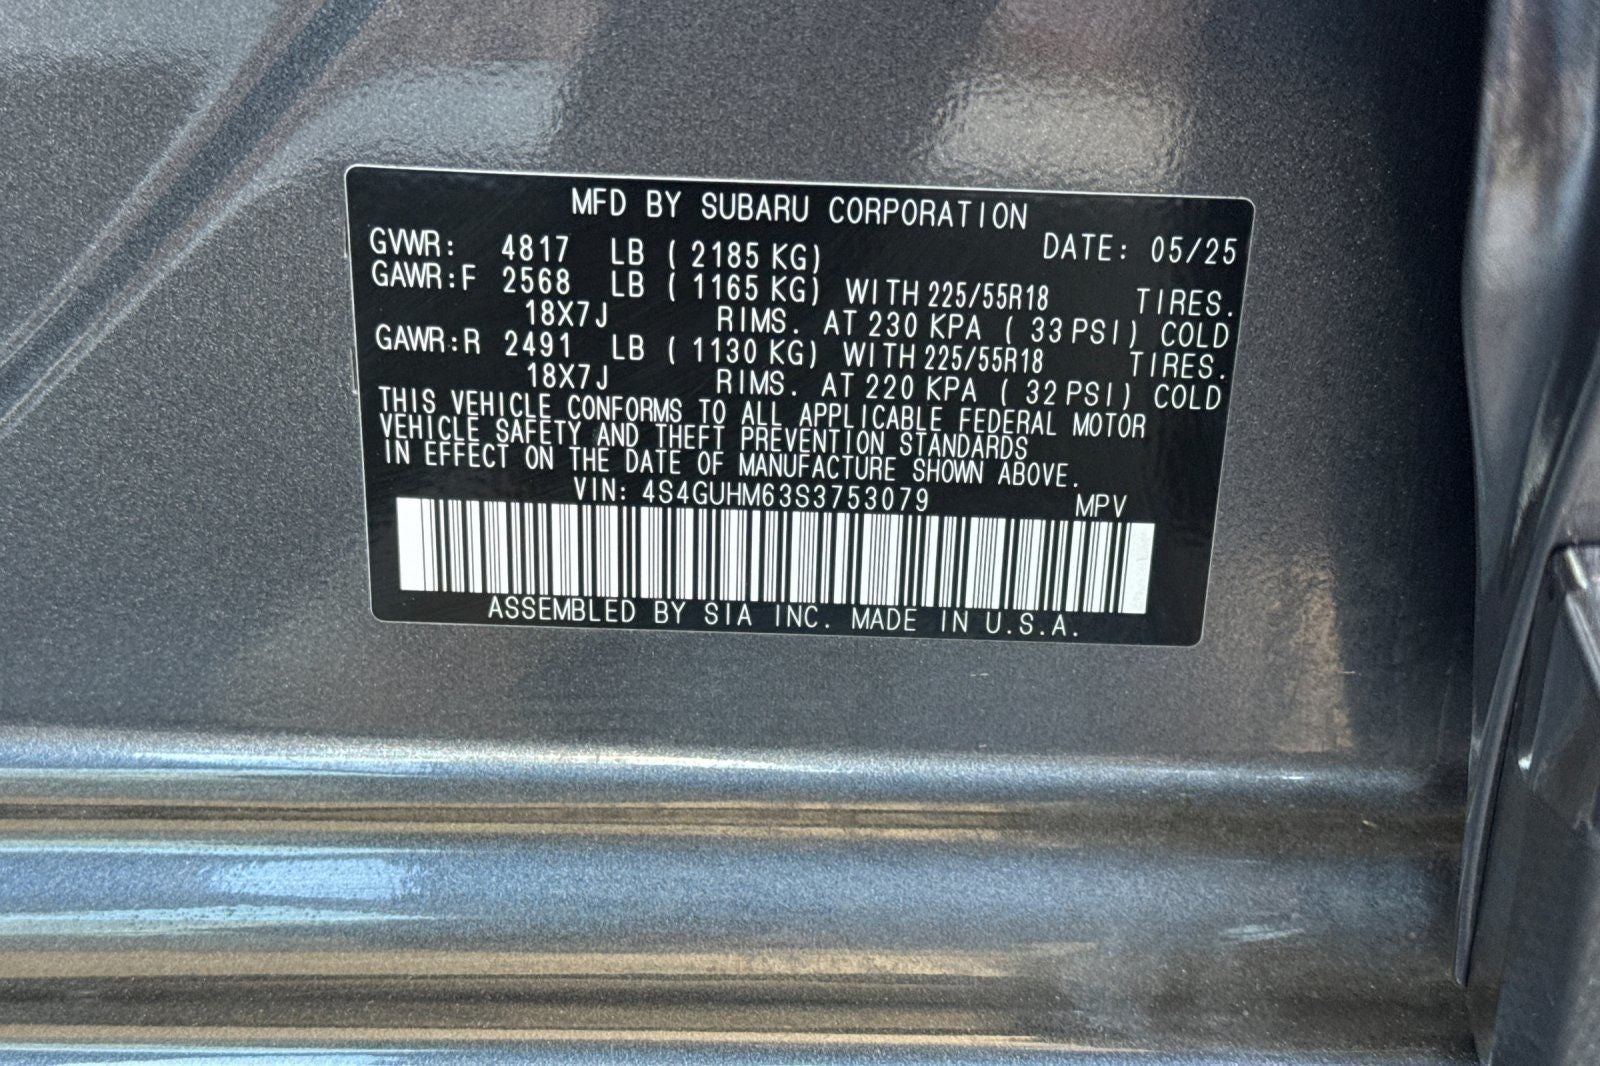 MFD BY SUBARU CORPORATION
DATE: 05/25
GVWR: 4817 LB ( 2185 KG)
GAWR:F 2568 LB ( 1165 KG) WITH 225/55R18 TIRES.
18X7J RIMS. AT 230 KPA ( 33 PSI) COLD
GAWR:R 2491 LB ( 1130 KG) WITH 225/55R18 TIRES.
18X7J RIMS. AT 220 KPA ( 32 PSI) COLD
THIS VEHICLE CONFORMS TO ALL APPLICABLE FEDERAL MOTOR
VEHICLE SAFETY AND THEFT PREVENTION STANDARDS
IN EFFECT ON THE DATE OF MANUFACTURE SHOWN ABOVE.
VIN: 4S4GUHM63S3753079 MPV
ASSEMBLED BY SIA INC. MADE IN U.S.A.